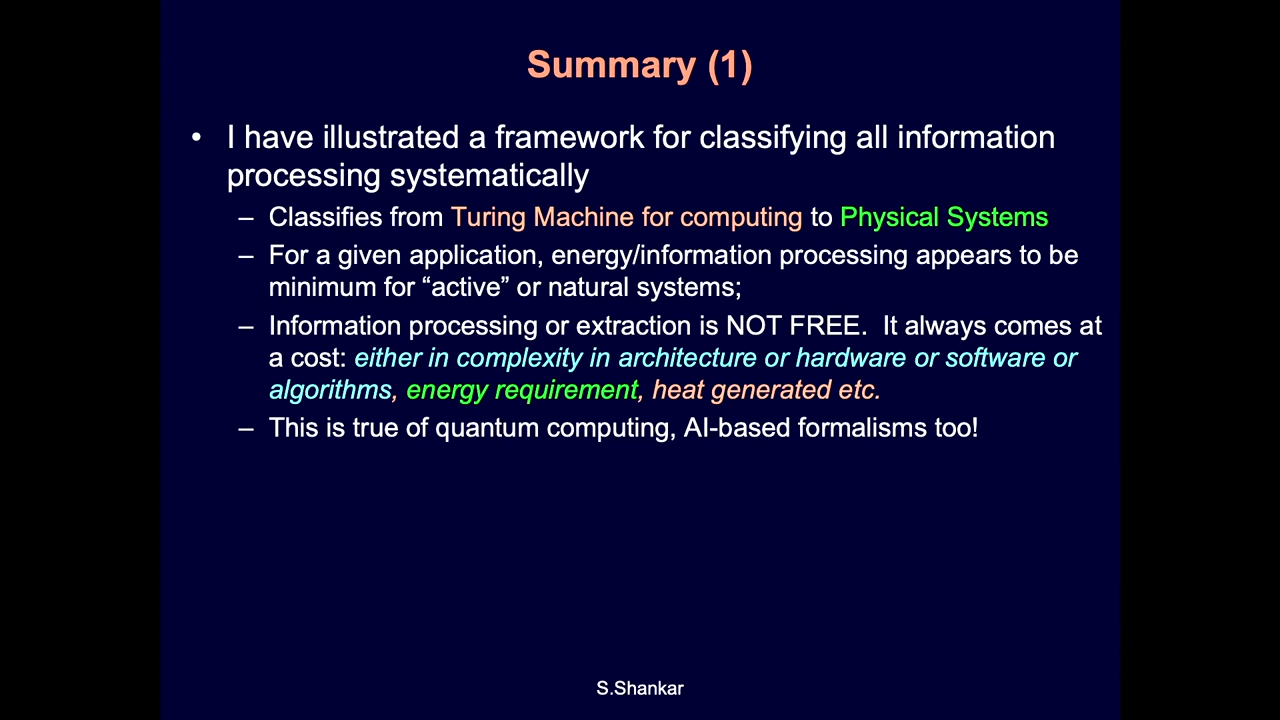 Summary (1)
• I have illustrated a framework for classifying all information
processing systematically
– Classifies from Turing Machine for computing to Physical Systems
– For a given application, energy/information processing appears to be
minimum for “active” or natural systems;
– Information processing or extraction is NOT FREE.  It always comes at
a cost: either in complexity in architecture or hardware or software or
algorithms, energy requirement, heat generated etc.
– This is true of quantum computing, AI-based formalisms too!
S.Shankar